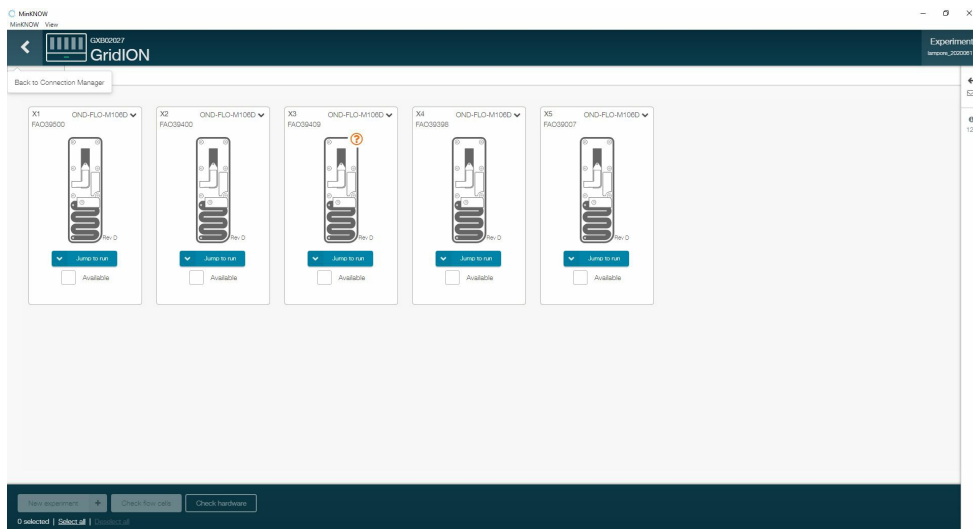 MinKNOW
MinKNOW View
GXB02027
GridION
Experiment
Back to Connection Manager
X1 OND-FLO-M106D
FAO39600
Rev D
Jump to run
Available
X2 OND-FLO-M106D
FAO39400
Rev D
Jump to run
Available
X3 OND-FLO-M106D
FAO39409
?
Rev D
Jump to run
Available
X4 OND-FLO-M106D
FAO39398
Rev D
Jump to run
Available
X5 OND-FLO-M106D
FAO39007
Rev D
Jump to run
Available
12
New experiment + Check flow cells Check hardware
0 selected | Select all | Deselect all